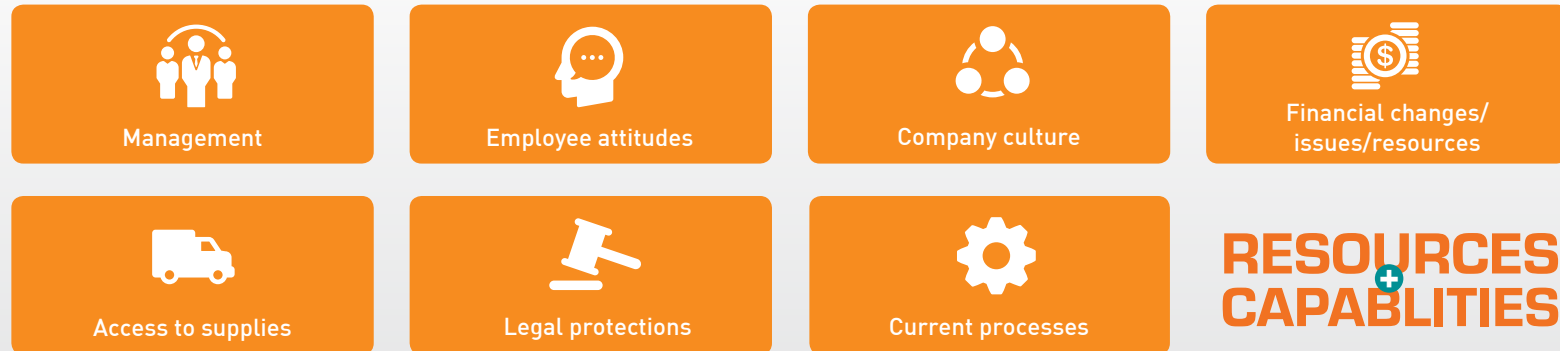 $
Management
Employee attitudes
Company culture
Financial changes/
issues/resources
Access to supplies
Legal protections
Current processes
RESOURCES
+
CAPABLITIES